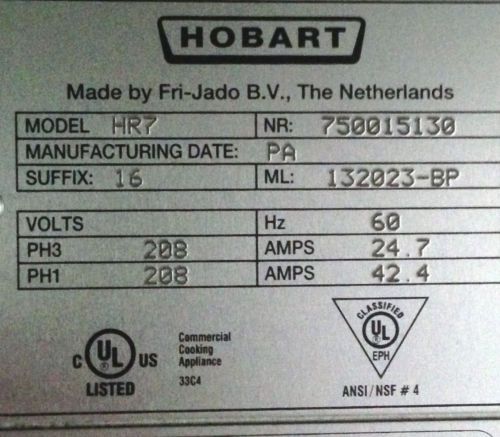 HOBART
Made by Fri-Jado B.V., The Netherlands
MODEL HR7 NR: 750015130
MANUFACTURING DATE: PA
SUFFIX: 16 ML: 132023-BP
VOLTS Hz 60
PH3 208 AMPS 24.7
PH1 208 AMPS 42.4
C UL US
LISTED
Commercial
Cooking
Appliance
33C4
CLASSIFIED
UL
EPH
ANSI/NSF # 4